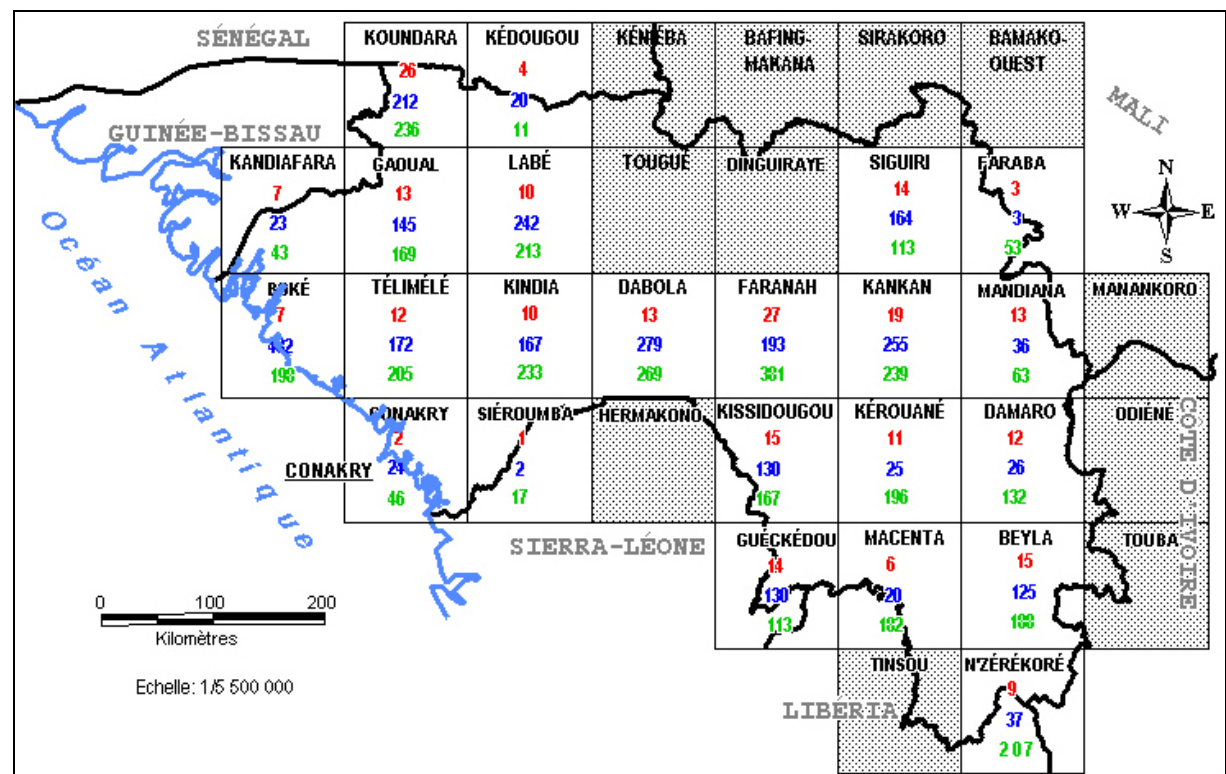 SÉNÉGAL
KOUNDARA
26
212
236
KÉDOUGOU
4
20
11
KÉNIÉBA
BAFING-
MAKANA
SIRAKORO
BAMAKO-
OUEST
MALI
GUINÉE-BISSAU
KANDIAFARA
7
23
43
GAOUAL
13
145
169
LABÉ
10
242
213
TOUGUÉ
DINGUIRAYE
SIGUIRI
14
164
113
FARABA
3
3
53
N
W
E
S
Océan Atlantique
BOKÉ
7
198
TÉLIMÉLÉ
12
172
205
KINDIA
10
167
233
DABOLA
13
279
269
FARANAH
27
193
381
KANKAN
19
255
239
MANDIANA
13
36
63
MANANKORO
CONAKRY
2
24
46
CONAKRY
SIÉROUMBA
1
2
17
HERMAKONO
KISSIDOUGOU
15
130
167
KÉROUANÉ
11
25
196
DAMARO
12
26
132
ODIÉNÉ
COTE D'IVOIRE
SIERRA-LÉONE
GUÉCKÉDOU
14
130
113
MACENTA
6
20
182
BEYLA
15
125
188
TOUBA
0 100 200
Kilomètres
Echelle: 1/5 500 000
TINSOU
LIBÉRIA
N'ZÉRÉKORÉ
9
37
207